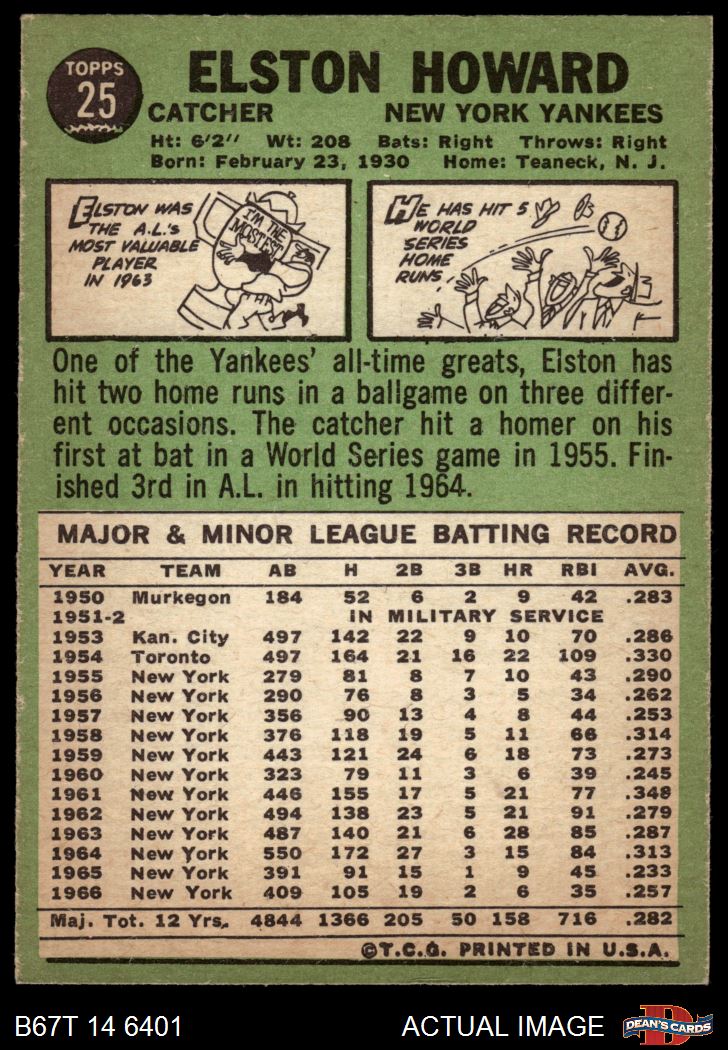 TOPPS
25
ELSTON HOWARD
CATCHER NEW YORK YANKEES
Ht: 6'2" Wt: 208 Bats: Right Throws: Right
Born: February 23, 1930 Home: Teaneck, N. J.
ELSTON WAS
THE A.L.'s
MOST VALUABLE
PLAYER
IN 1963
I'M THE
MOSTEST
HE HAS HIT 5
WORLD
SERIES
HOME
RUNS
One of the Yankees' all-time greats, Elston has
hit two home runs in a ballgame on three differ-
ent occasions. The catcher hit a homer on his
first at bat in a World Series game in 1955. Fin-
ished 3rd in A.L. in hitting 1964.
MAJOR & MINOR LEAGUE BATTING RECORD
YEAR TEAM AB H 2B 3B HR RBI AVG.
1950 Murkegon 184 52 6 2 9 42 .283
1951-2 IN MILITARY SERVICE
1953 Kan. City 497 142 22 9 10 70 .286
1954 Toronto 497 164 21 16 22 109 .330
1955 New York 279 81 8 7 10 43 .290
1956 New York 290 76 8 3 5 34 .262
1957 New York 356 90 13 4 8 44 .253
1958 New York 376 118 19 5 11 66 .314
1959 New York 443 121 24 6 18 73 .273
1960 New York 323 79 11 3 6 39 .245
1961 New York 446 155 17 5 21 77 .348
1962 New York 494 138 23 5 21 91 .279
1963 New York 487 140 21 6 28 85 .287
1964 New York 550 172 27 3 15 84 .313
1965 New York 391 91 15 1 9 45 .233
1966 New York 409 105 19 2 6 35 .257
Maj. Tot. 12 Yrs. 4844 1366 205 50 158 716 .282
©T.C.G. PRINTED IN U.S.A.
B67T 14 6401 ACTUAL IMAGE
DEAN'S CARDS